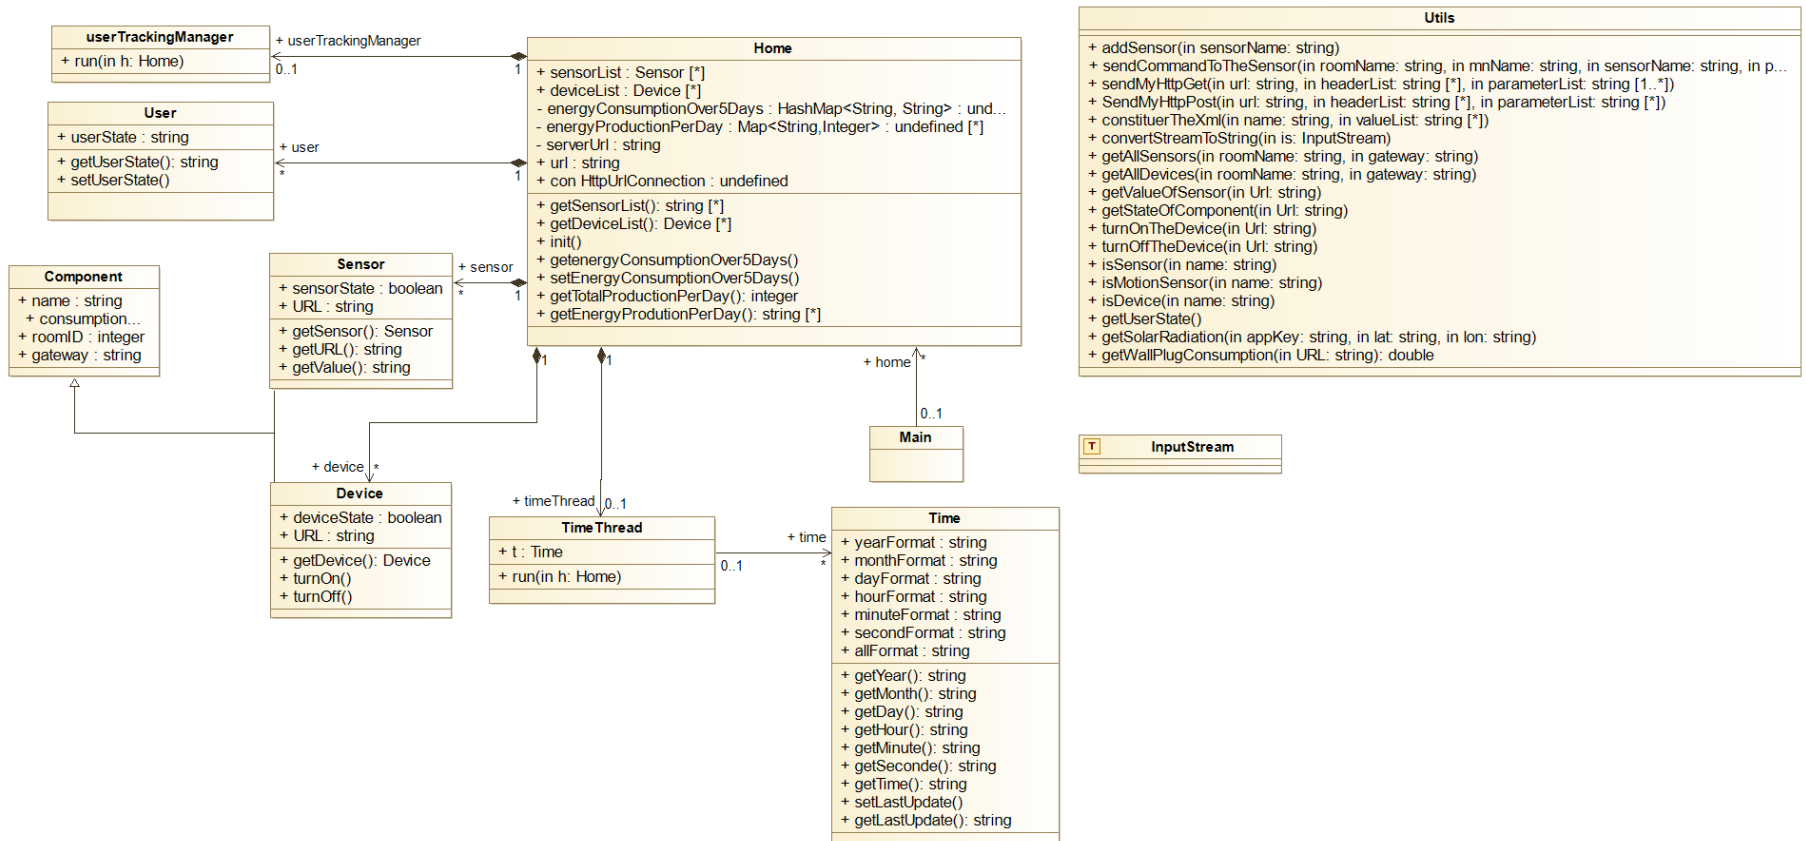 userTrackingManager
+ run(in h: Home)
+ userTrackingManager
0..1
1
User
+ userState : string
+ getUserState(): string
+ setUserState()
+ user
*
1
Home
+ sensorList : Sensor [*]
+ deviceList : Device [*]
- energyConsumptionOver5Days : HashMap<String, String> : und...
- energyProductionPerDay : Map<String,Integer> : undefined [*]
- serverUrl : string
+ url : string
+ con HttpUrlConnection : undefined
+ getSensorList(): string [*]
+ getDeviceList(): Device [*]
+ init()
+ getenergyConsumptionOver5Days()
+ setEnergyConsumptionOver5Days()
+ getTotalProductionPerDay(): integer
+ getEnergyProdutionPerDay(): string [*]
Utils
+ addSensor(in sensorName: string)
+ sendCommandToTheSensor(in roomName: string, in mnName: string, in sensorName: string, in p...
+ sendMyHttpGet(in url: string, in headerList: string [*], in parameterList: string [1..*])
+ SendMyHttpPost(in url: string, in headerList: string [*], in parameterList: string [*])
+ constituerTheXml(in name: string, in valueList: string [*])
+ convertStreamToString(in is: InputStream)
+ getAllSensors(in roomName: string, in gateway: string)
+ getAllDevices(in roomName: string, in gateway: string)
+ getValueOfSensor(in Url: string)
+ getStateOfComponent(in Url: string)
+ turnOnTheDevice(in Url: string)
+ turnOffTheDevice(in Url: string)
+ isSensor(in name: string)
+ isMotionSensor(in name: string)
+ isDevice(in name: string)
+ getUserState()
+ getSolarRadiation(in appKey: string, in lat: string, in lon: string)
+ getWallPlugConsumption(in URL: string): double
Component
+ name : string
+ consumption...
+ roomID : integer
+ gateway : string
Sensor
+ sensorState : boolean
+ URL : string
+ getSensor(): Sensor
+ getURL(): string
+ getValue(): string
+ sensor
*
1
1
1
+ home
*
0..1
Main
T
InputStream
+ device
*
Device
+ deviceState : boolean
+ URL : string
+ getDevice(): Device
+ turnOn()
+ turnOff()
+ timeThread
0..1
TimeThread
+ t : Time
+ run(in h: Home)
+ time
0..1
*
Time
+ yearFormat : string
+ monthFormat : string
+ dayFormat : string
+ hourFormat : string
+ minuteFormat : string
+ secondFormat : string
+ allFormat : string
+ getYear(): string
+ getMonth(): string
+ getDay(): string
+ getHour(): string
+ getMinute(): string
+ getSeconde(): string
+ getTime(): string
+ setLastUpdate()
+ getLastUpdate(): string